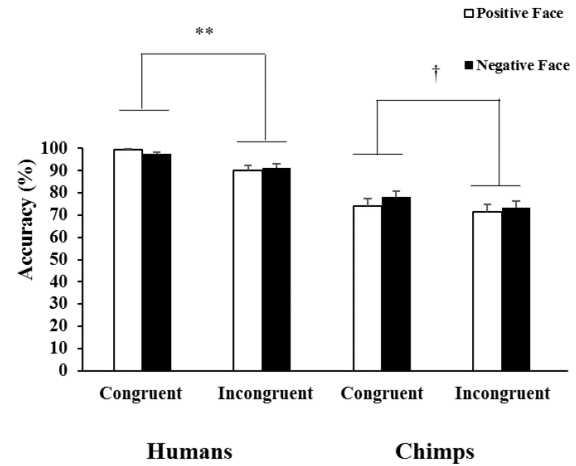 Positive Face
**
Negative Face
†
Accuracy (%)
100
90
80
70
60
50
40
30
20
10
0
Congruent Incongruent Congruent Incongruent
Humans Chimps